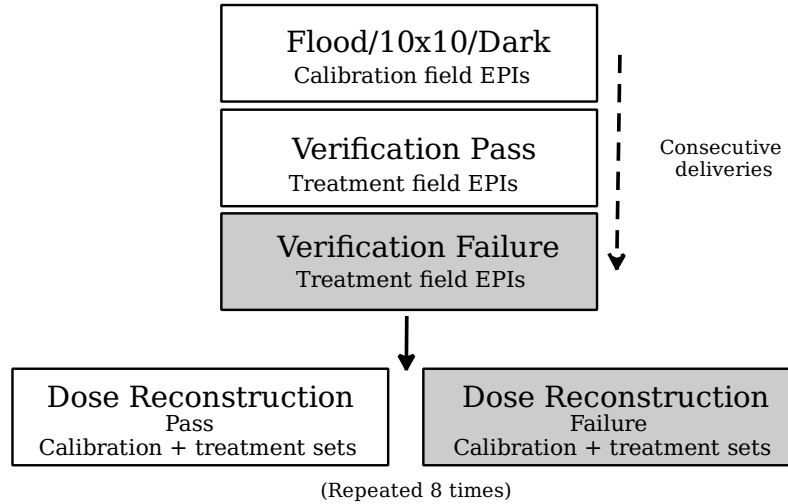 Flood/10x10/Dark
Calibration field EPIs
Verification Pass
Treatment field EPIs
Consecutive
deliveries
Verification Failure
Treatment field EPIs
Dose Reconstruction
Pass
Calibration + treatment sets
Dose Reconstruction
Failure
Calibration + treatment sets
(Repeated 8 times)